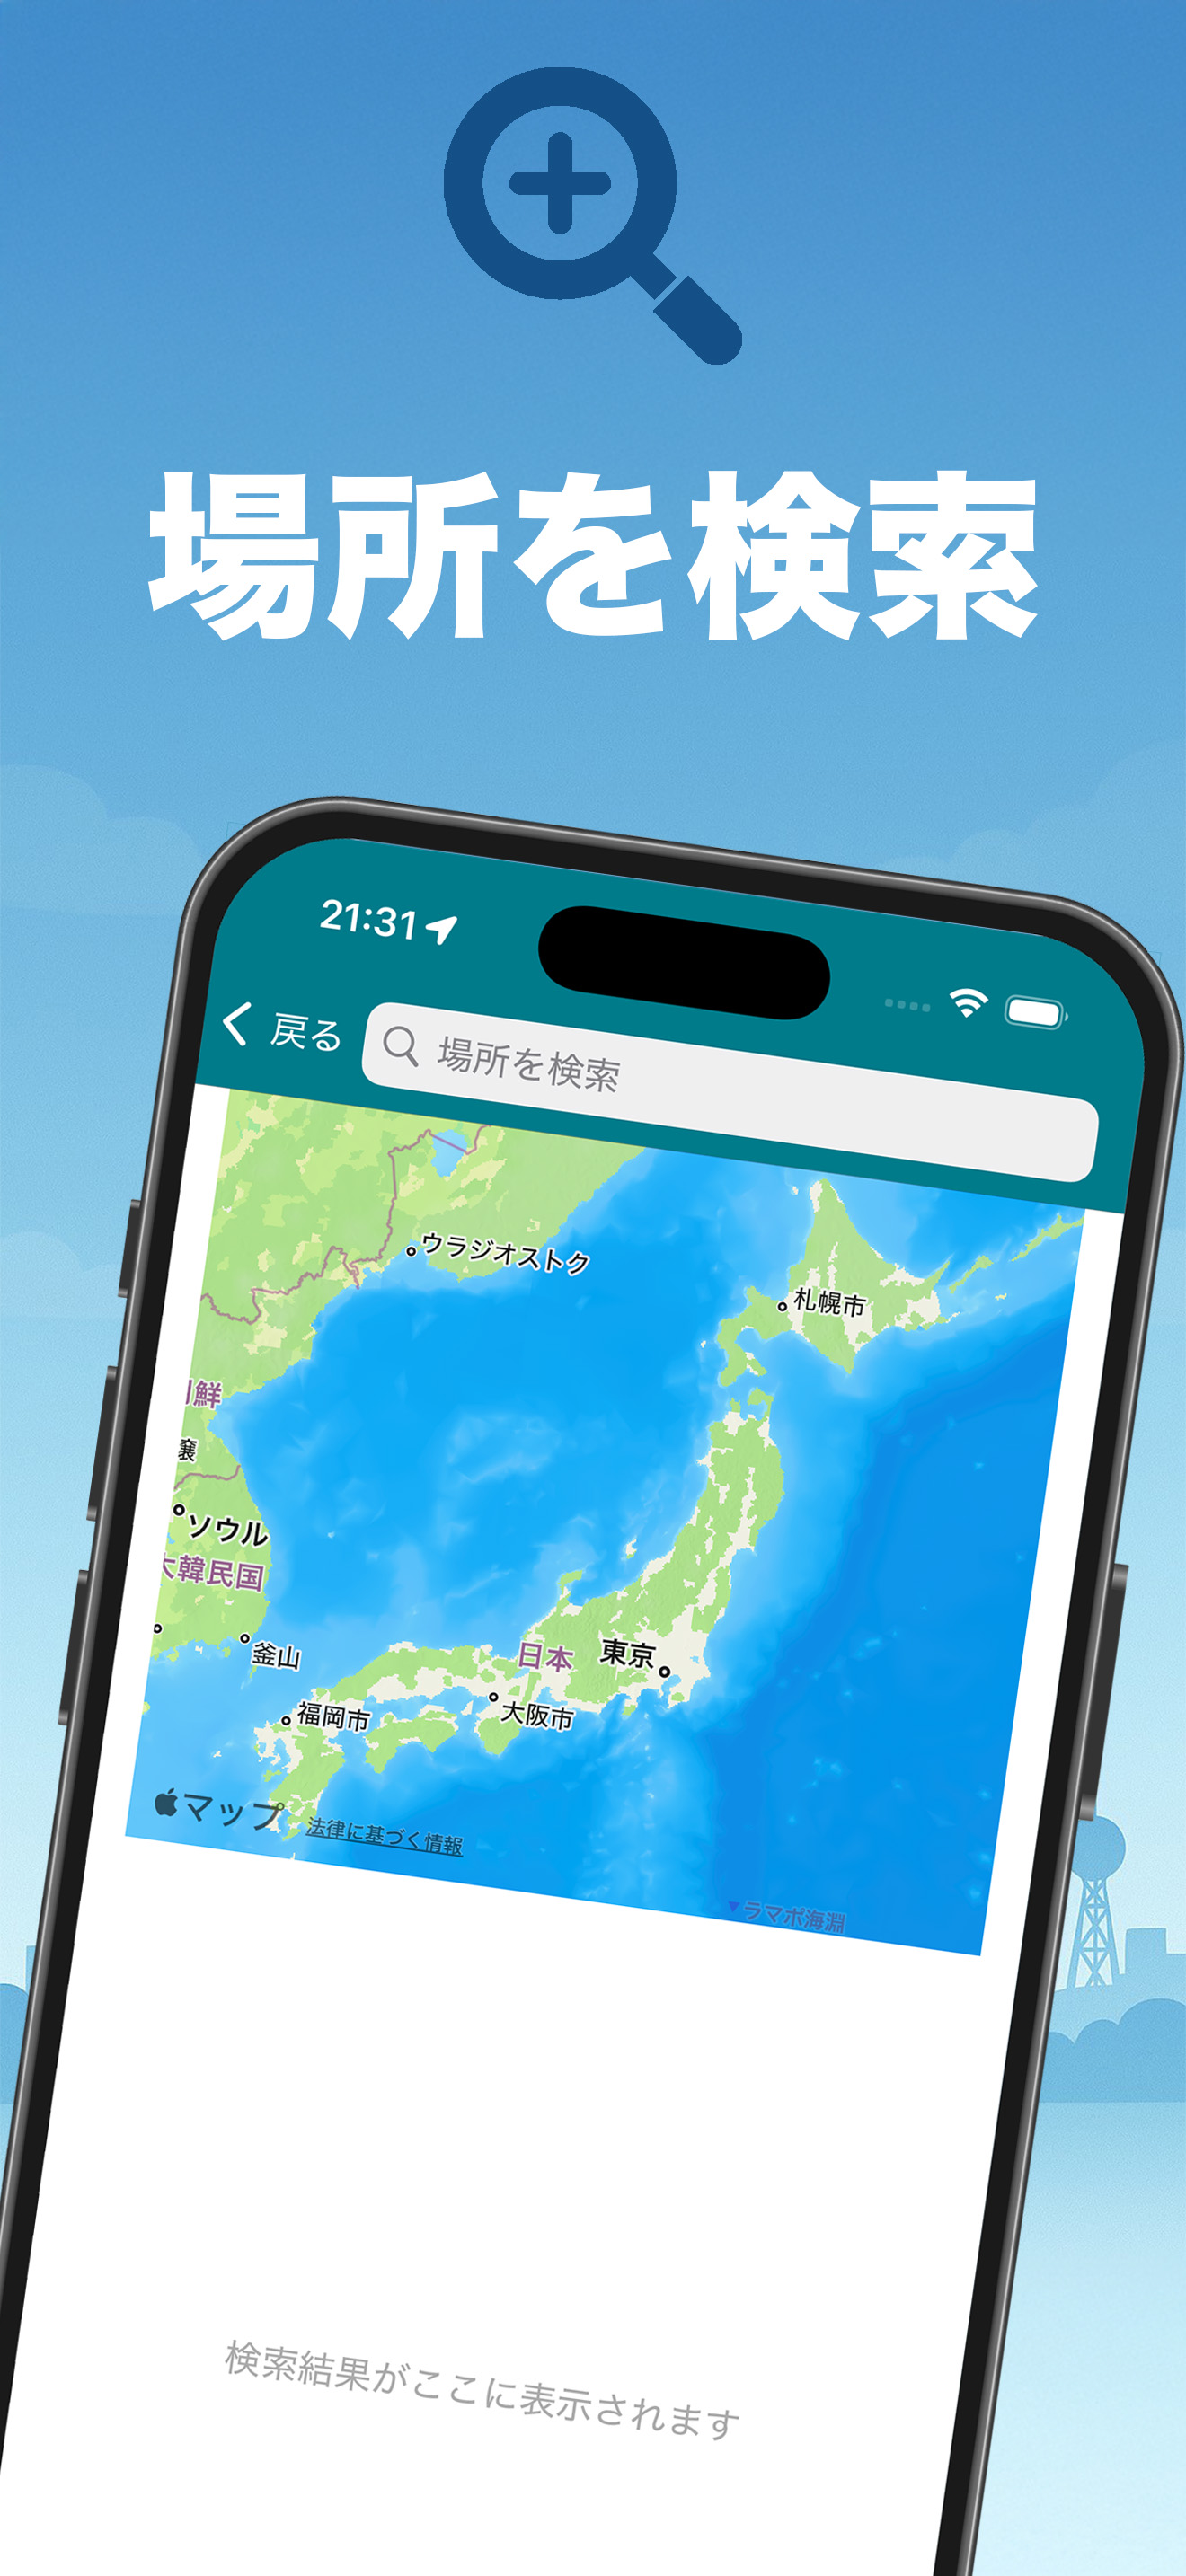 場所を検索
21:31
戻る
場所を検索
ウラジオストク
札幌市
鮮
ソウル
大韓民国
釜山
日本
東京
福岡市
大阪市
マップ
法律に基づく情報
ラマポ海淵
検索結果がここに表示されます